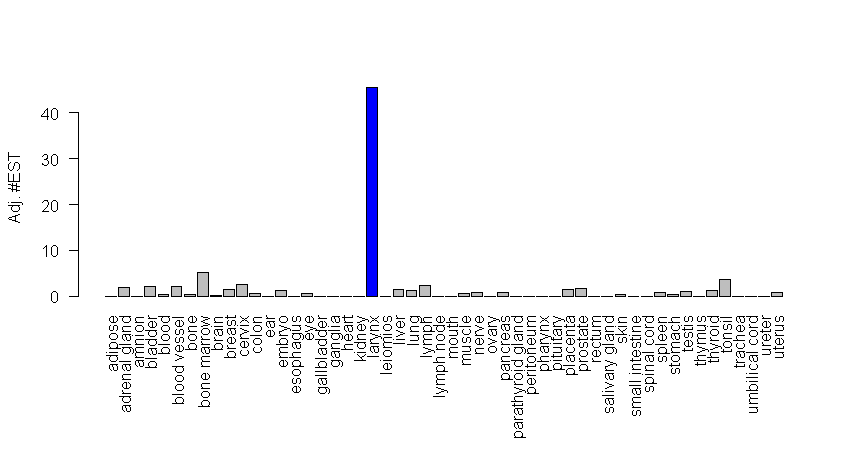 Adj. #EST
40
30
20
10
0
adipose
adrenal gland
amnion
bladder
blood
blood vessel
bone
bone marrow
brain
breast
cervix
colon
ear
embryo
esophagus
eye
gallbladder
ganglia
heart
kidney
larynx
leiomios
liver
lung
lymph
lymph node
mouth
muscle
nerve
ovary
pancreas
parathyroid gland
peritoneum
pharynx
pituitary
placenta
prostate
rectum
salivary gland
skin
small intestine
spinal cord
spleen
stomach
testis
thymus
thyroid
tonsil
trachea
umbilical cord
ureter
uterus